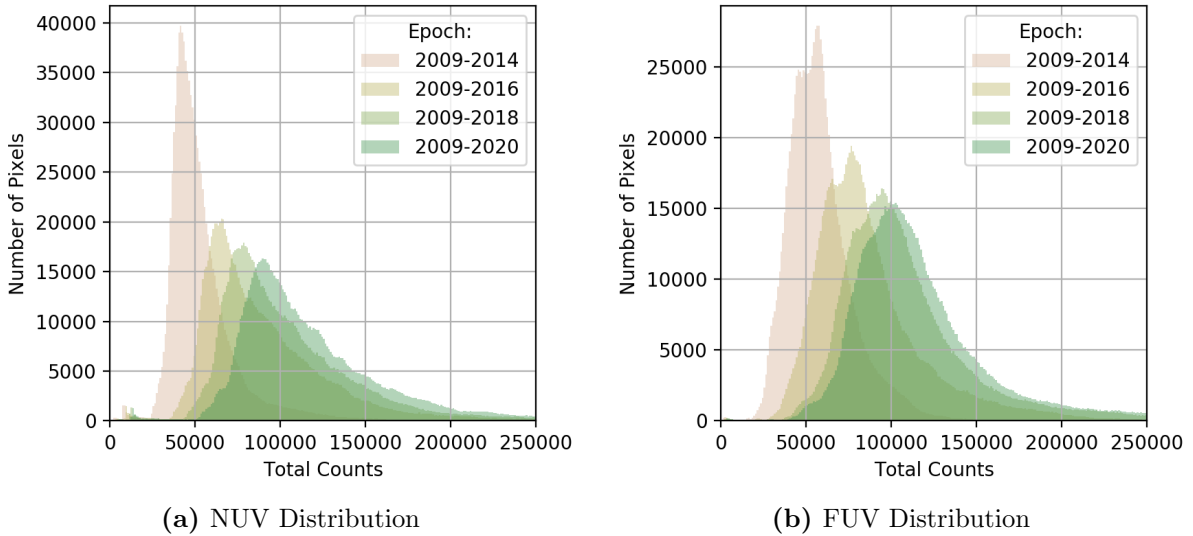 40000
35000
30000
25000
20000
15000
10000
5000
0
Number of Pixels
Epoch:
2009-2014
2009-2016
2009-2018
2009-2020
0 50000 100000 150000 200000 250000
Total Counts
(a) NUV Distribution
25000
20000
15000
10000
5000
0
Number of Pixels
Epoch:
2009-2014
2009-2016
2009-2018
2009-2020
0 50000 100000 150000 200000 250000
Total Counts
(b) FUV Distribution